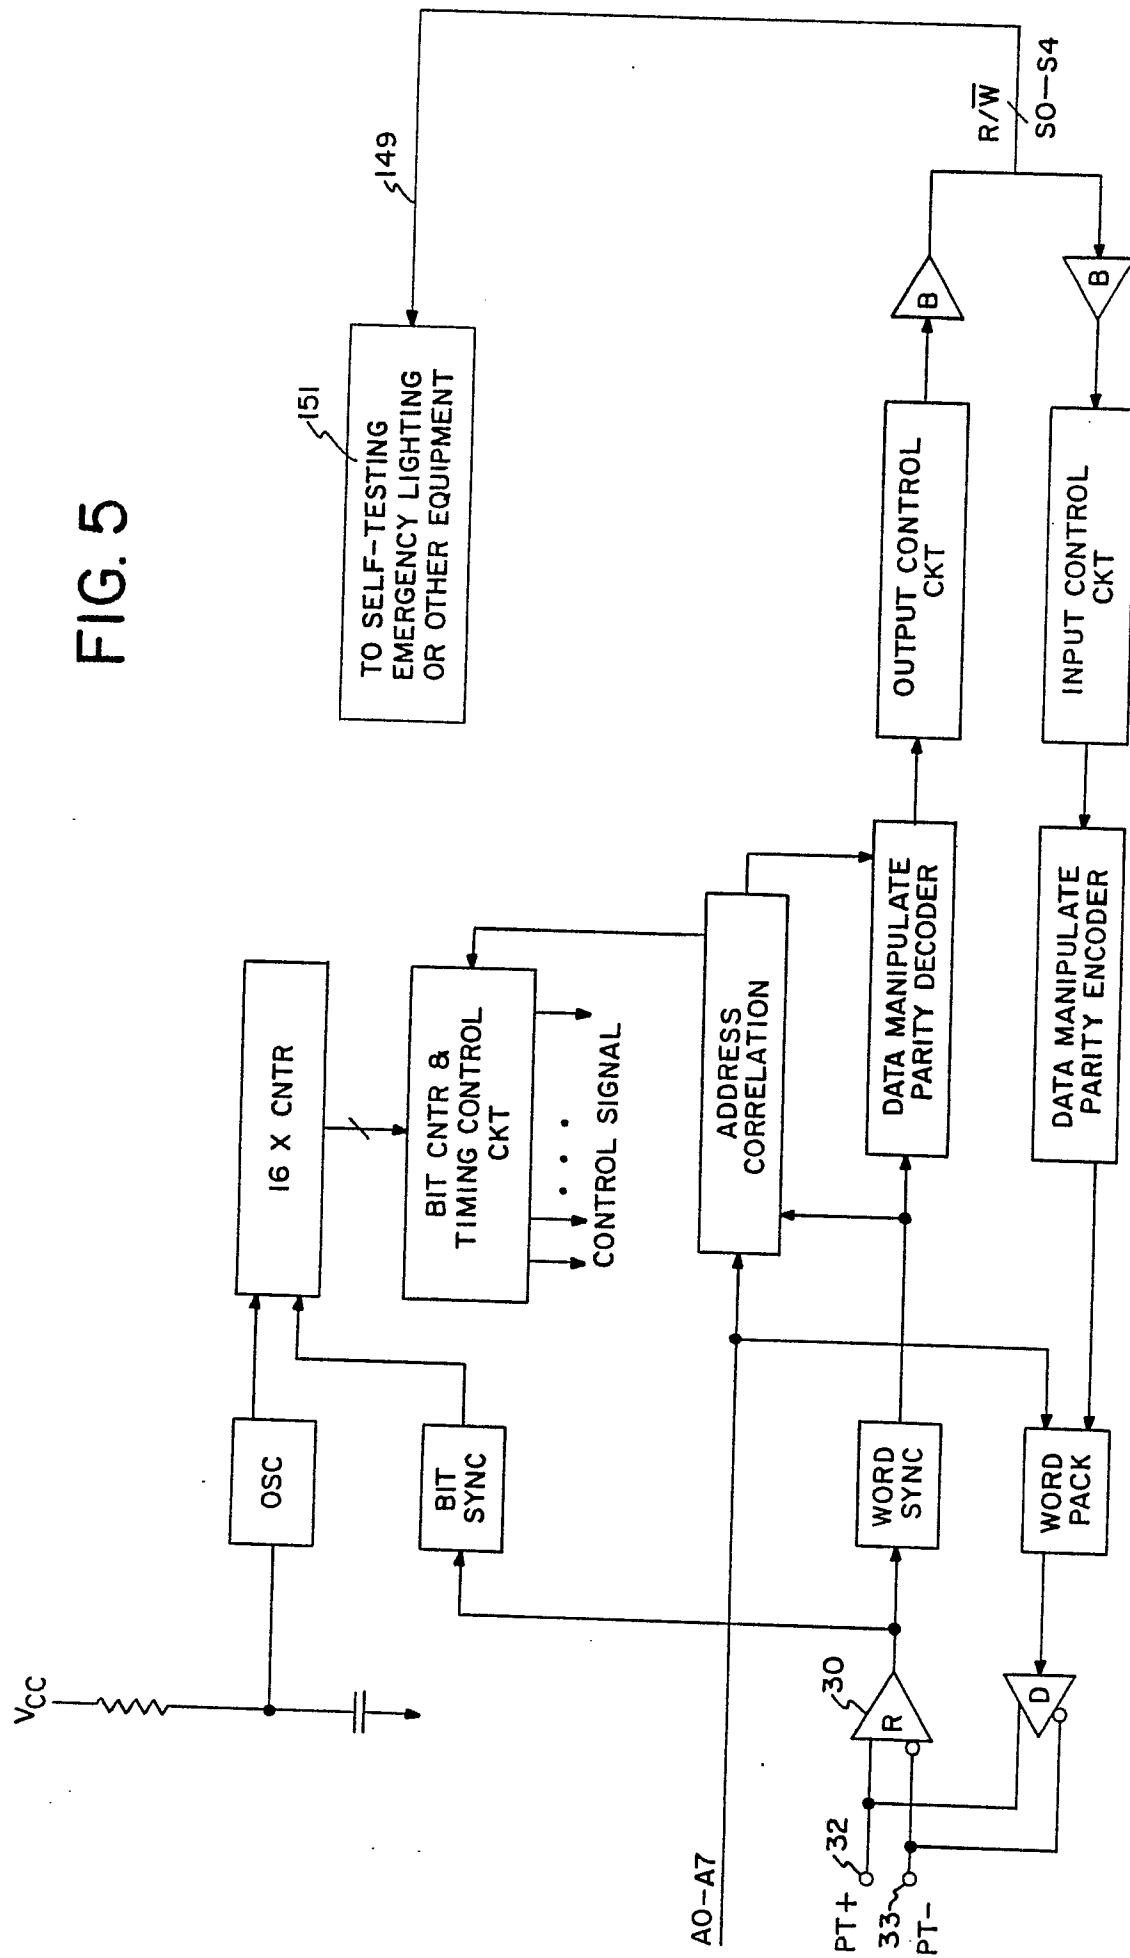 FIG. 5
VCC
OSC
16 X CNTR
BIT
SYNC
BIT CNTR &
TIMING CONTROL
CKT
CONTROL SIGNAL
151
TO SELF-TESTING
EMERGENCY LIGHTING
OR OTHER EQUIPMENT
149
A0-A7
ADDRESS
CORRELATION
PT+
32
33
PT-
30
R
WORD
SYNC
DATA MANIPULATE
PARITY DECODER
OUTPUT CONTROL
CKT
B
R/W̅
S0-S4
D
WORD
PACK
DATA MANIPULATE
PARITY ENCODER
INPUT CONTROL
CKT
B